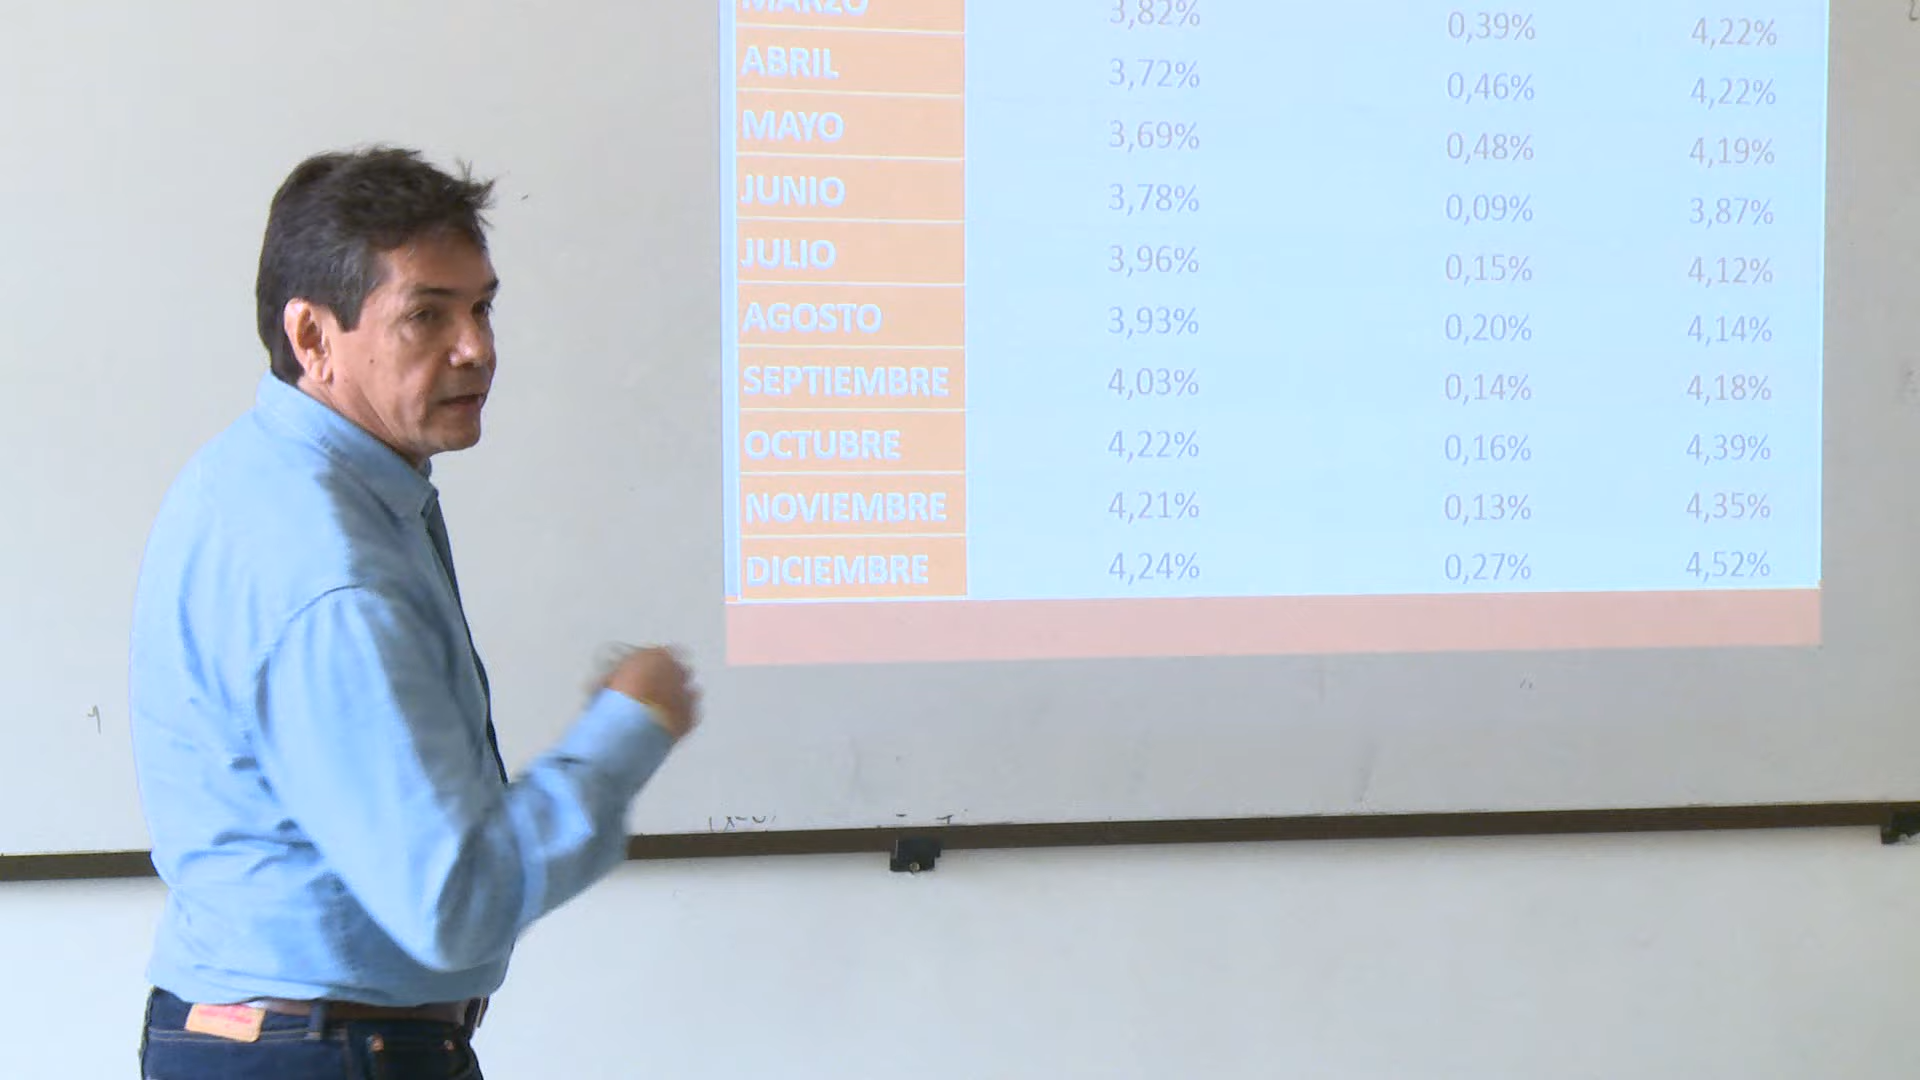 MARZO 3,82% 0,39% 4,22%
ABRIL 3,72% 0,46% 4,22%
MAYO 3,69% 0,48% 4,19%
JUNIO 3,78% 0,09% 3,87%
JULIO 3,96% 0,15% 4,12%
AGOSTO 3,93% 0,20% 4,14%
SEPTIEMBRE 4,03% 0,14% 4,18%
OCTUBRE 4,22% 0,16% 4,39%
NOVIEMBRE 4,21% 0,13% 4,35%
DICIEMBRE 4,24% 0,27% 4,52%